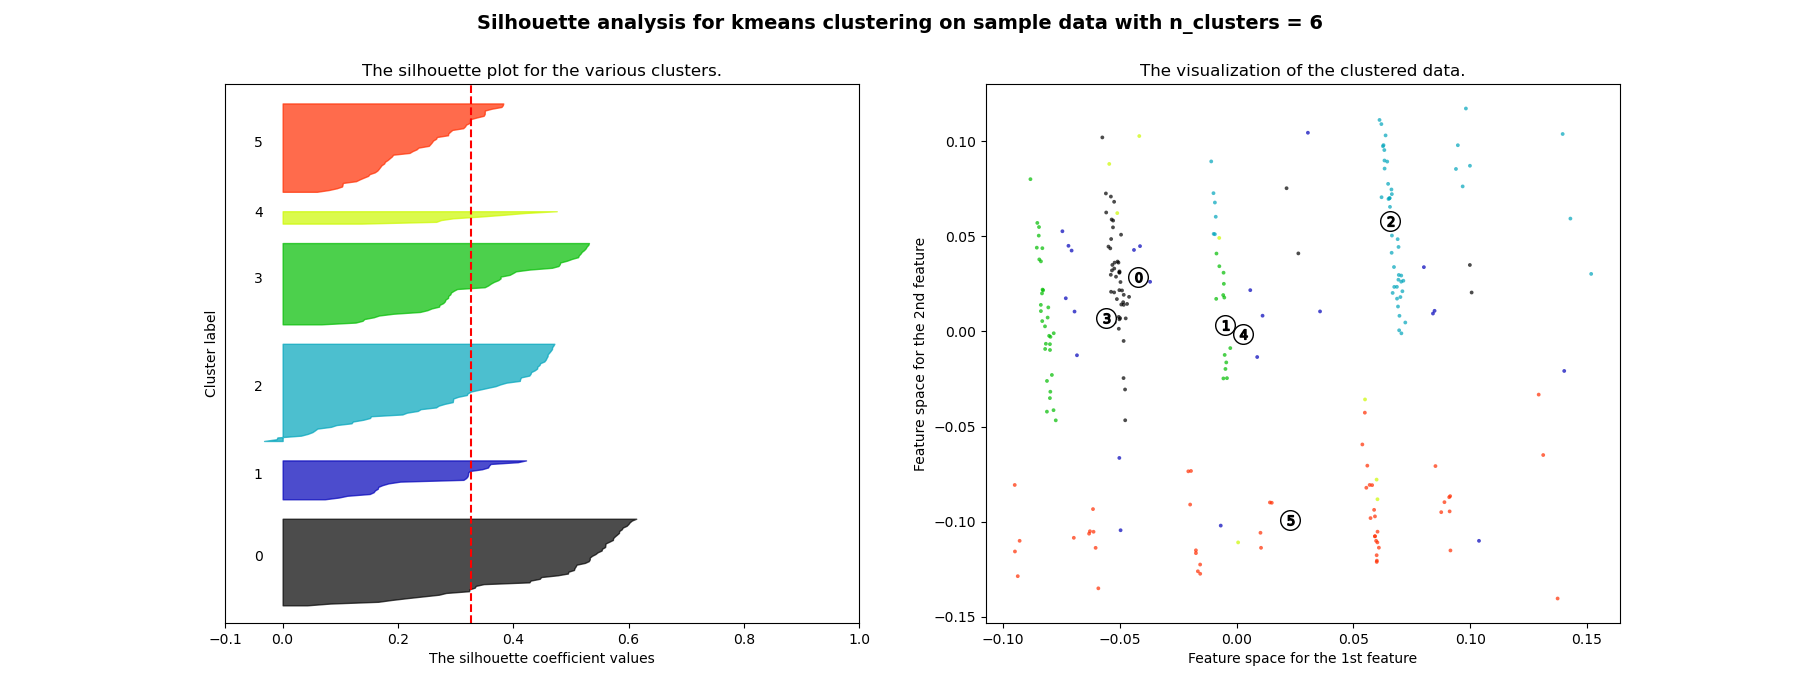 Silhouette analysis for kmeans clustering on sample data with n_clusters = 6
The silhouette plot for the various clusters.
5
4
3
2
1
0
Cluster label
−0.1 0.0 0.2 0.4 0.6 0.8 1.0
The silhouette coefficient values
The visualization of the clustered data.
0.10
0.05
0.00
−0.05
−0.10
−0.15
Feature space for the 2nd feature
2
0
3
1
4
5
−0.10 −0.05 0.00 0.05 0.10 0.15
Feature space for the 1st feature